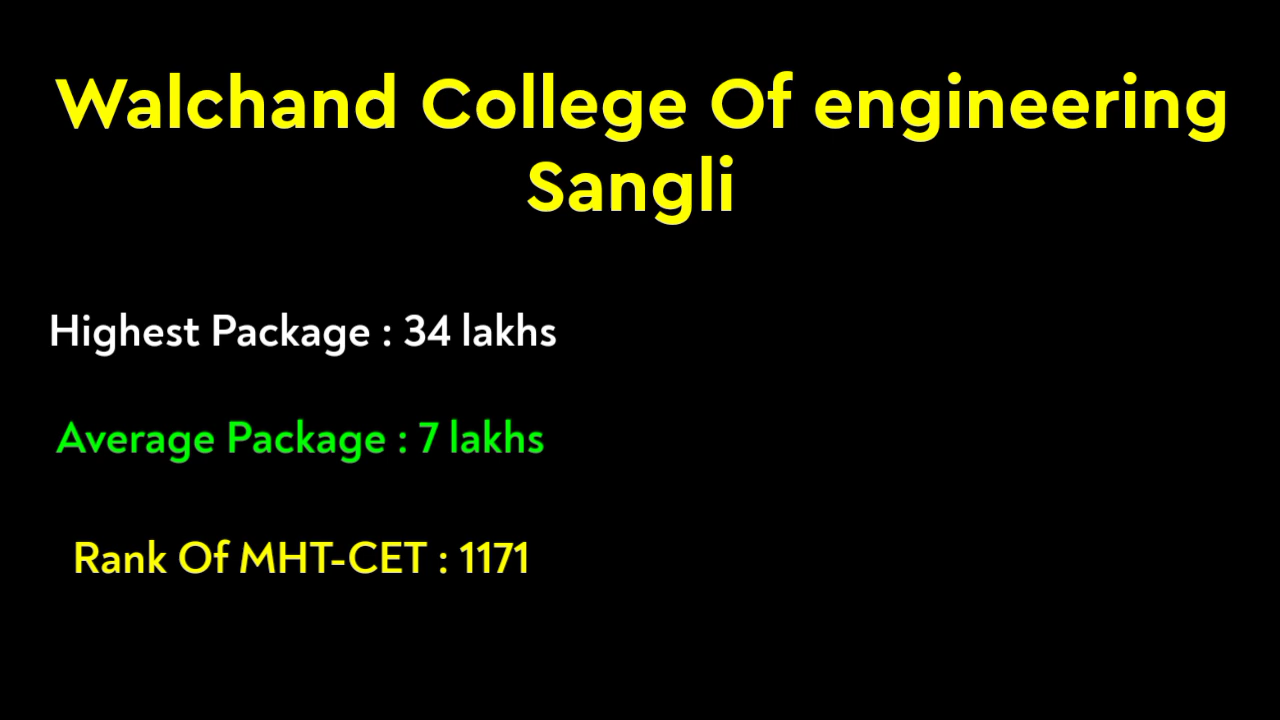 Walchand College Of engineering
Sangli
Highest Package : 34 lakhs
Average Package : 7 lakhs
Rank Of MHT-CET : 1171